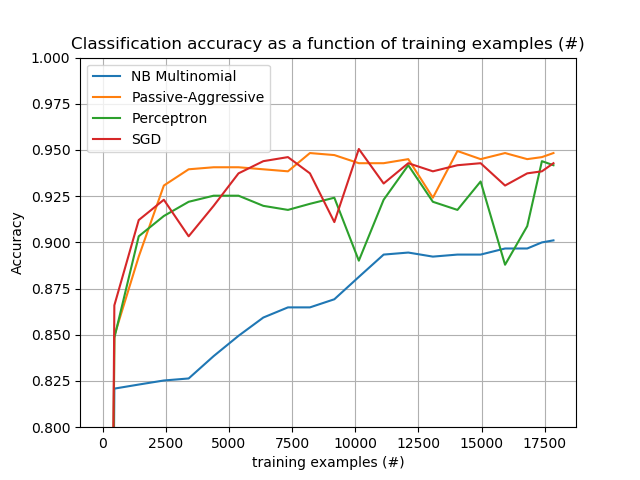 Classification accuracy as a function of training examples (#)
1.000
0.975
0.950
0.925
0.900
0.875
0.850
0.825
0.800
Accuracy
NB Multinomial
Passive-Aggressive
Perceptron
SGD
0 2500 5000 7500 10000 12500 15000 17500
training examples (#)